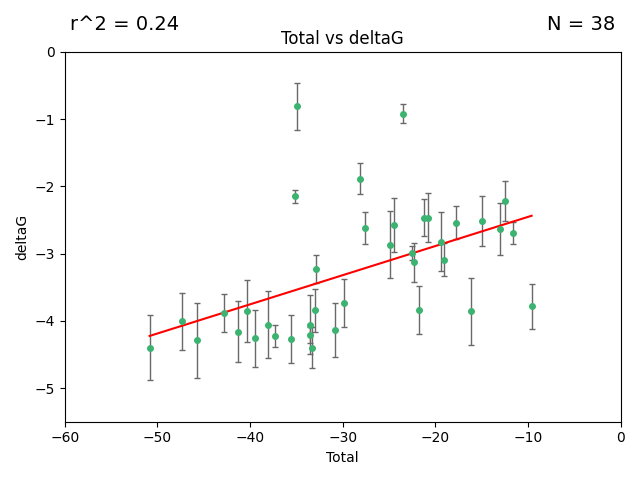 r^2 = 0.24
N = 38
Total vs deltaG
deltaG
0
−1
−2
−3
−4
−5
−60
−50
−40
−30
−20
−10
0
Total